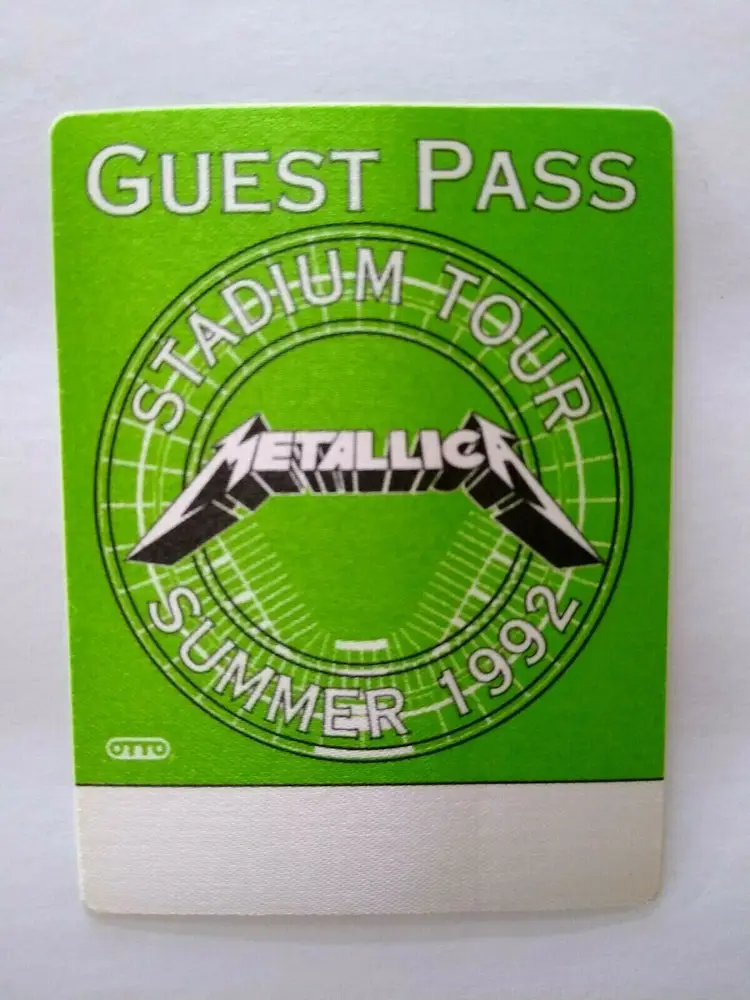 GUEST PASS
STADIUM TOUR
METALLICA
SUMMER 1992
OTTO